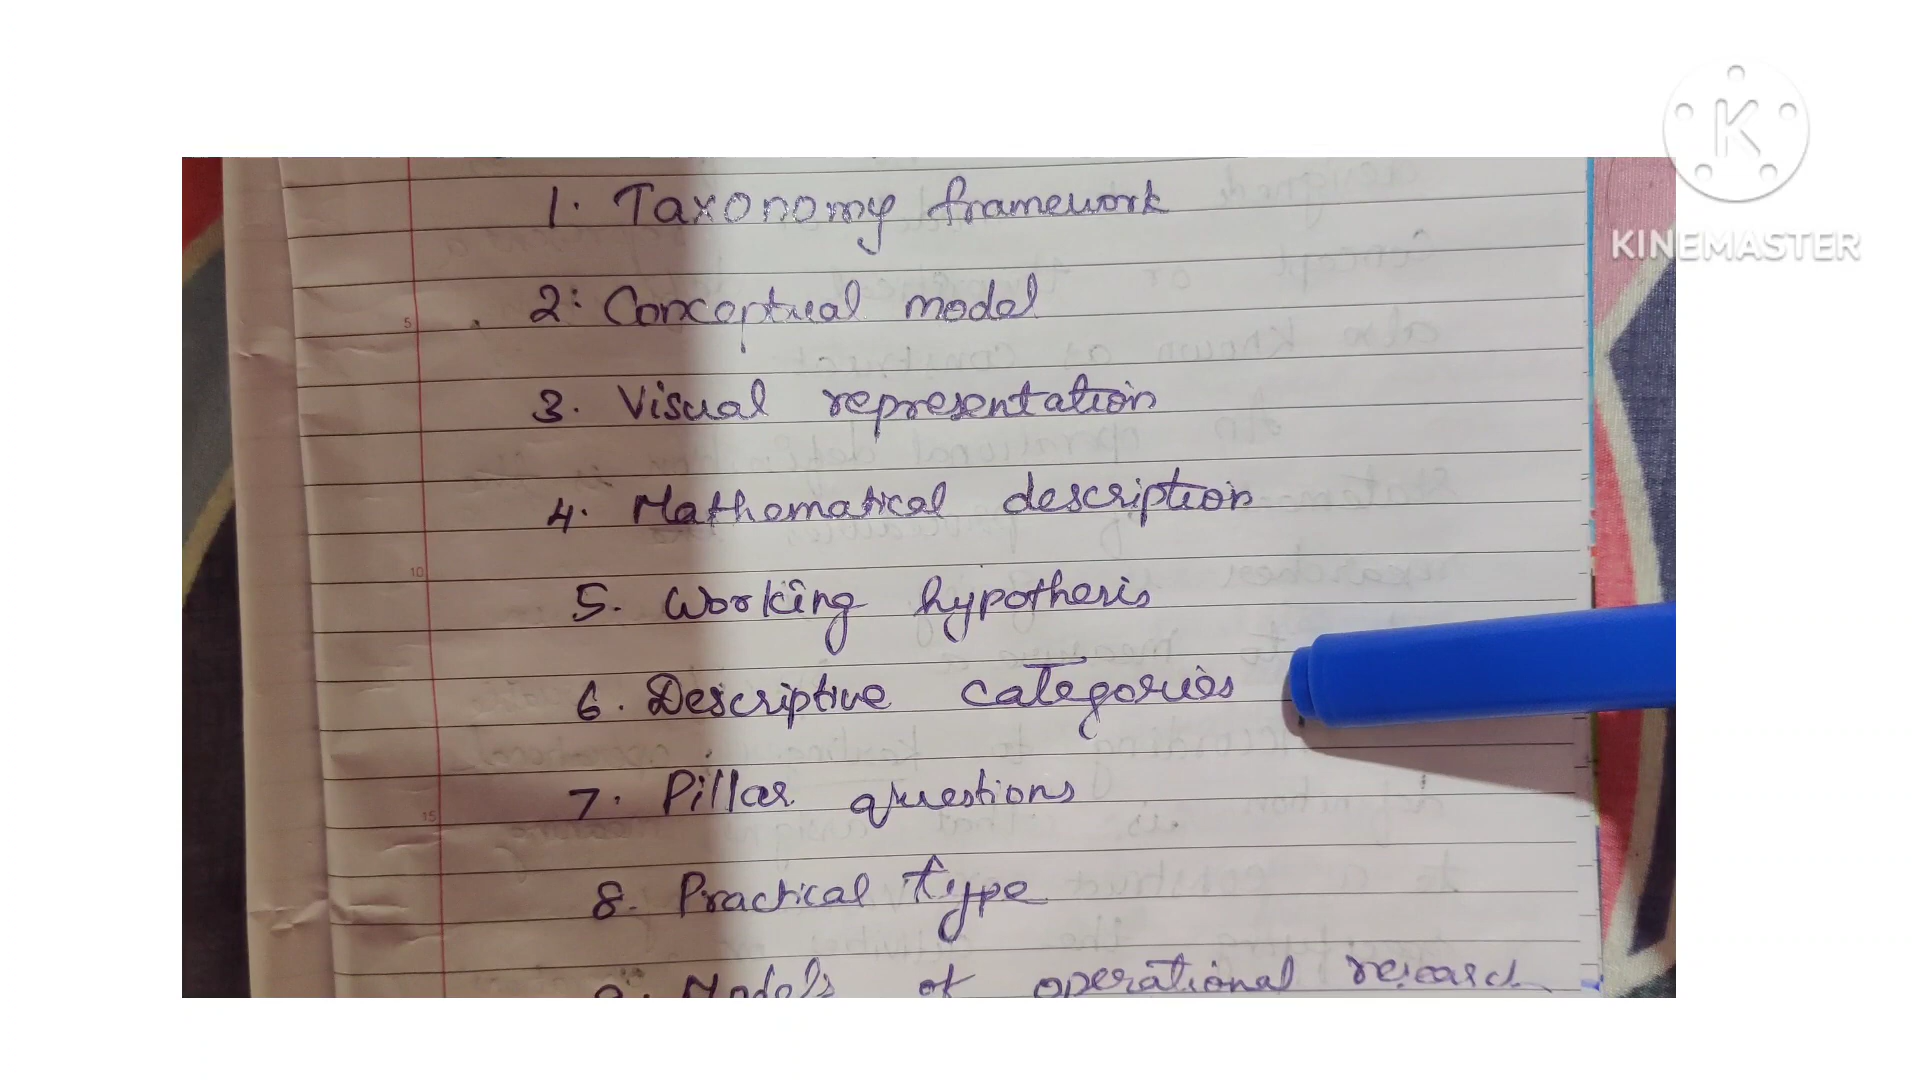 1. Taxonomy framework
2: Conceptual model
3. Visual representation
4. Mathematical description
5. Working hypothesis
6. Descriptive categories
7. Pillar questions
8. Practical type
9. Models of operational research
KINEMASTER